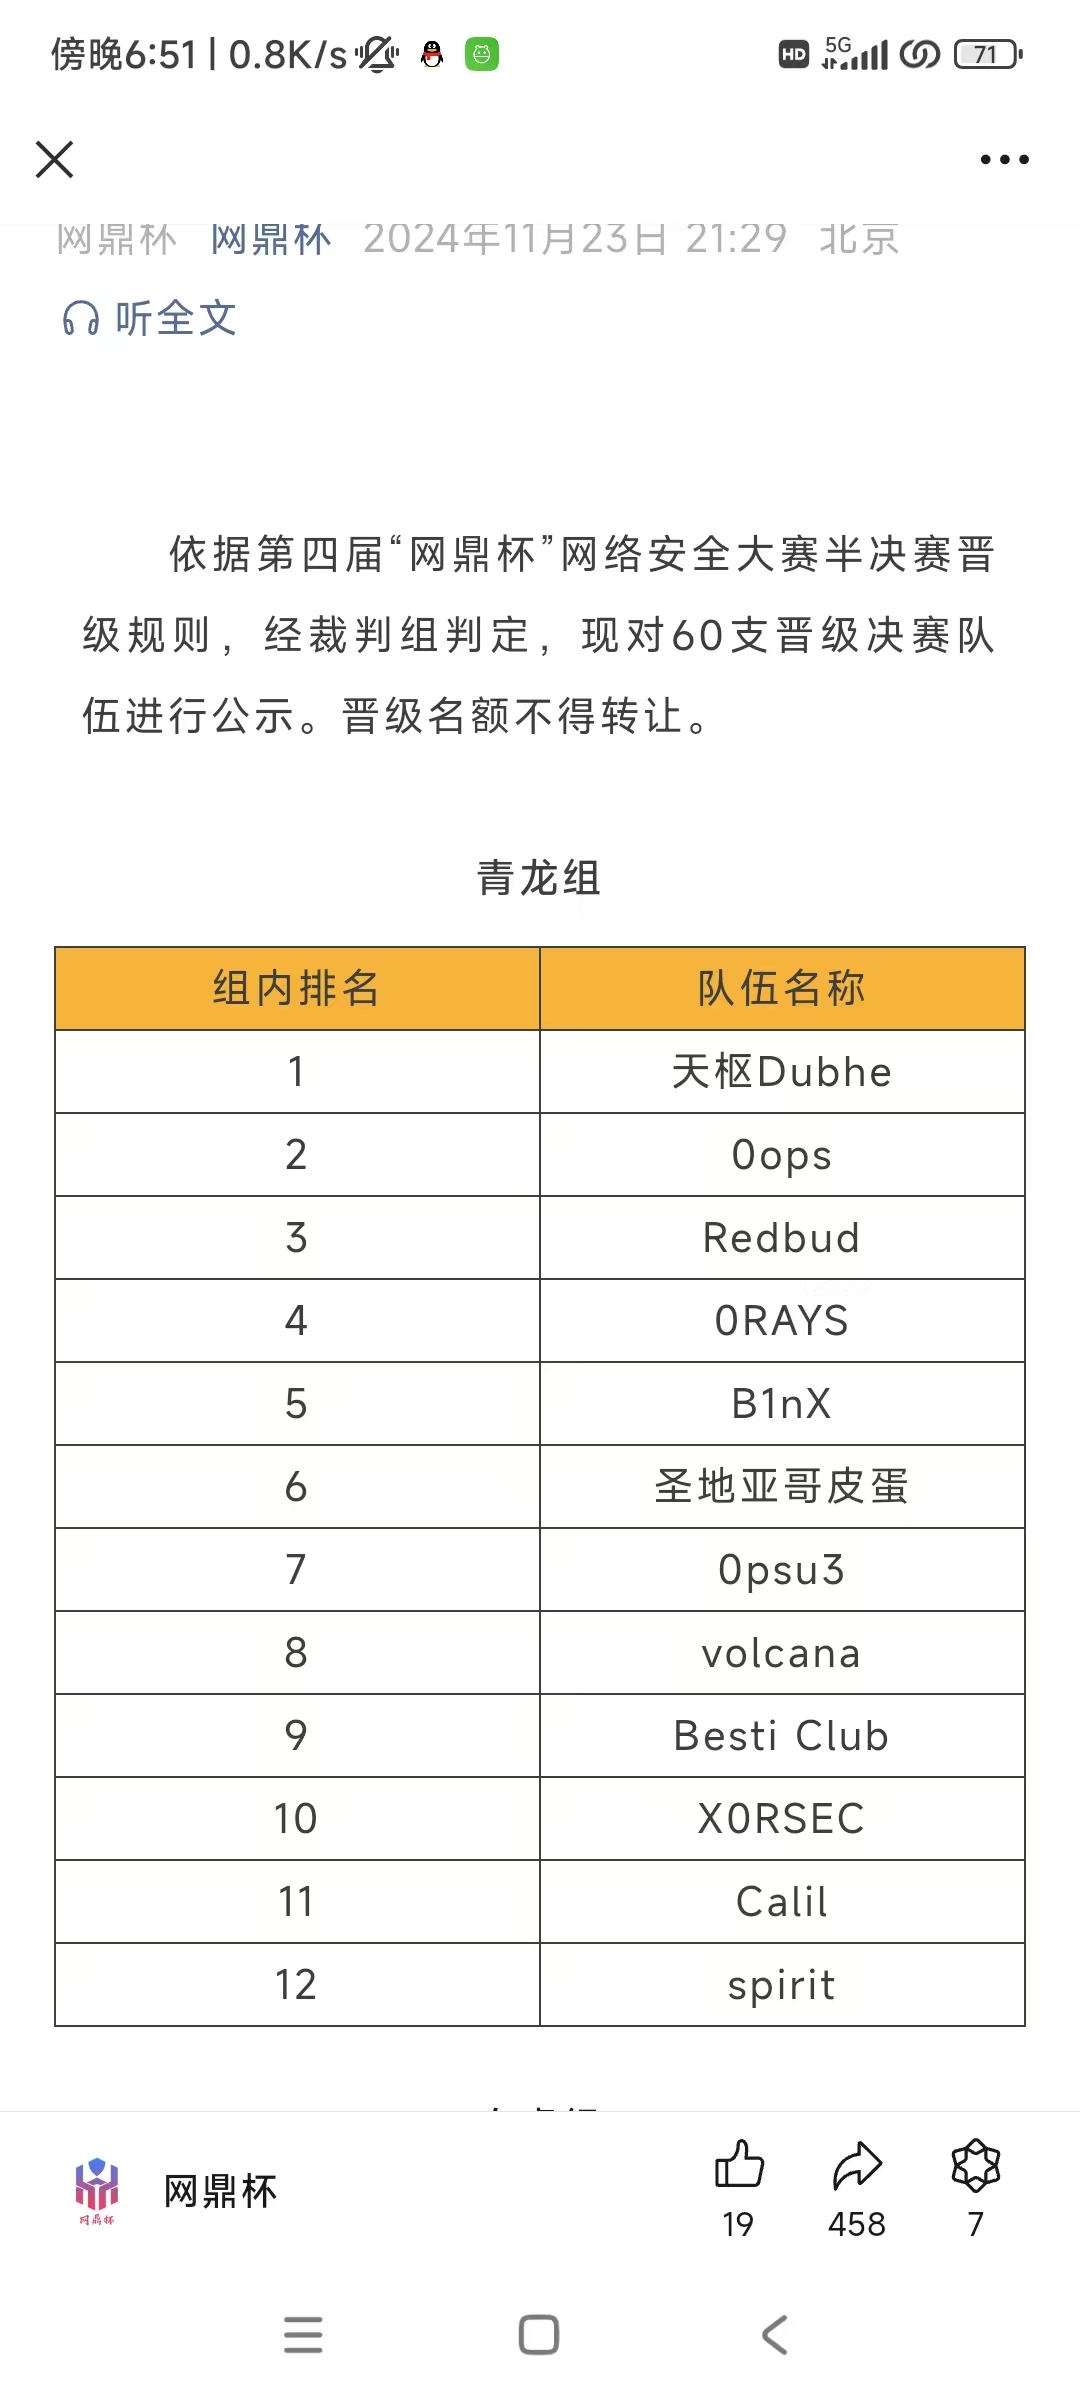 傍晚6:51 | 0.8K/s
HD 5G 71
网鼎杯 网鼎杯 2024年11月23日 21:29 北京
听全文
依据第四届“网鼎杯”网络安全大赛半决赛晋
级规则，经裁判组判定，现对60支晋级决赛队
伍进行公示。晋级名额不得转让。
青龙组
组内排名 队伍名称
1 天枢Dubhe
2 0ops
3 Redbud
4 0RAYS
5 B1nX
6 圣地亚哥皮蛋
7 0psu3
8 volcana
9 Besti Club
10 X0RSEC
11 Calil
12 spirit
网鼎杯
网鼎杯
19 458 7